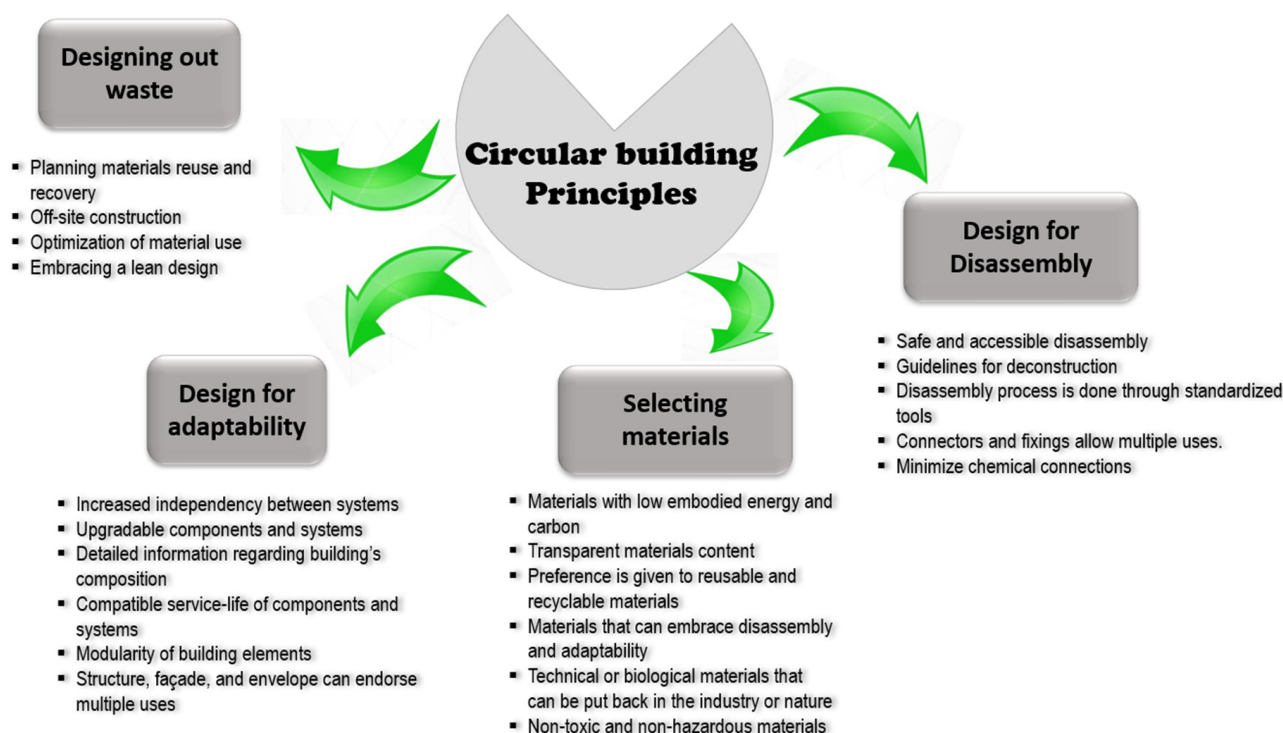 Circular building
Principles
Designing out
waste
▪ Planning materials reuse and
recovery
▪ Off-site construction
▪ Optimization of material use
▪ Embracing a lean design
Design for
adaptability
▪ Increased independency between systems
▪ Upgradable components and systems
▪ Detailed information regarding building's
composition
▪ Compatible service-life of components and
systems
▪ Modularity of building elements
▪ Structure, façade, and envelope can endorse
multiple uses
Selecting
materials
▪ Materials with low embodied energy and
carbon
▪ Transparent materials content
▪ Preference is given to reusable and
recyclable materials
▪ Materials that can embrace disassembly
and adaptability
▪ Technical or biological materials that
can be put back in the industry or nature
▪ Non-toxic and non-hazardous materials
Design for
Disassembly
▪ Safe and accessible disassembly
▪ Guidelines for deconstruction
▪ Disassembly process is done through standardized
tools
▪ Connectors and fixings allow multiple uses.
▪ Minimize chemical connections